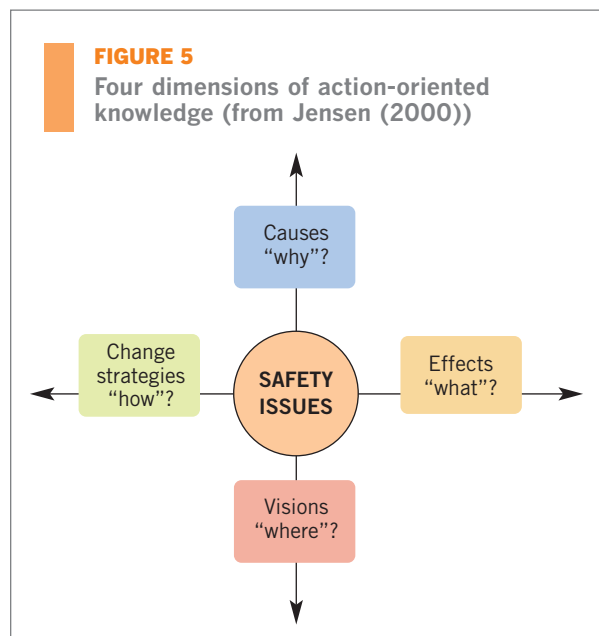 FIGURE 5
Four dimensions of action-oriented
knowledge (from Jensen (2000))
Causes
“why”?
Change
strategies
“how”?
SAFETY
ISSUES
Effects
“what”?
Visions
“where”?